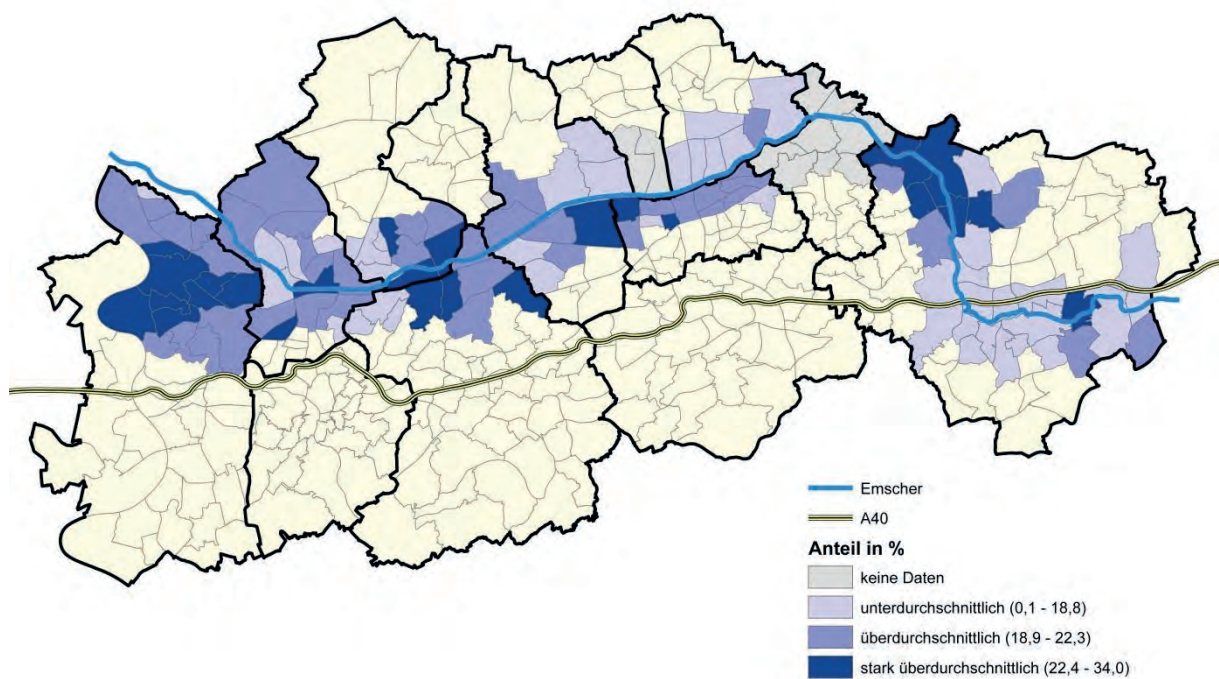 Emscher
A40
Anteil in %
keine Daten
unterdurchschnittlich (0,1 - 18,8)
überdurchschnittlich (18,9 - 22,3)
stark überdurchschnittlich (22,4 - 34,0)